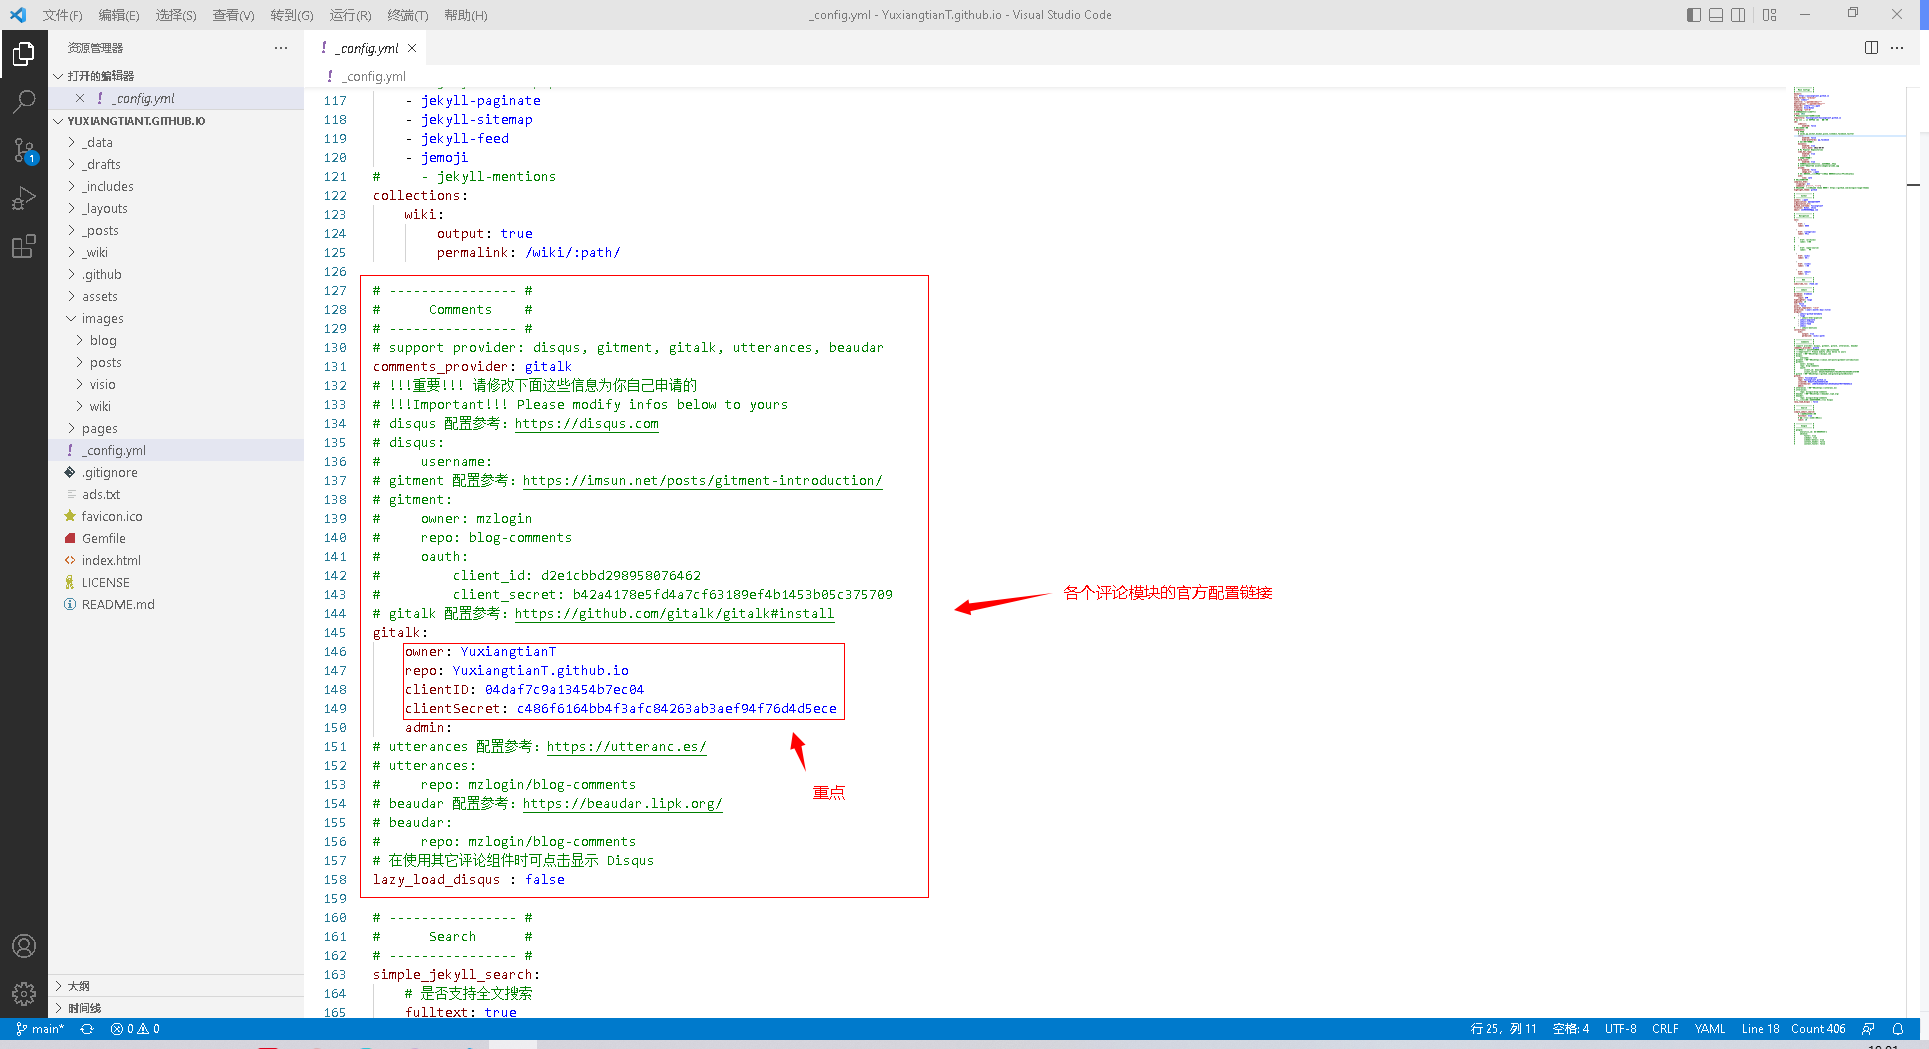 文件(F) 编辑(E) 选择(S) 查看(V) 转到(G) 运行(R) 终端(T) 帮助(H)
_config.yml - YuxiangtianT.github.io - Visual Studio Code
资源管理器
打开的编辑器
! _config.yml
YUXIANGTIANT.GITHUB.IO
_data
_drafts
_includes
_layouts
_posts
_wiki
.github
assets
images
blog
posts
visio
wiki
pages
! _config.yml
.gitignore
ads.txt
favicon.ico
Gemfile
index.html
LICENSE
README.md
大纲
时间线
1
! _config.yml
! _config.yml
117 - jekyll-paginate
118 - jekyll-sitemap
119 - jekyll-feed
120 - jemoji
121 # - jekyll-mentions
122 collections:
123 wiki:
124 output: true
125 permalink: /wiki/:path/
126
127 # ---------------- #
128 # Comments #
129 # ---------------- #
130 # support provider: disqus, gitment, gitalk, utterances, beaudar
131 comments_provider: gitalk
132 # !!!重要!!! 请修改下面这些信息为你自己申请的
133 # !!!Important!!! Please modify infos below to yours
134 # disqus 配置参考：https://disqus.com
135 # disqus:
136 # username:
137 # gitment 配置参考：https://imsun.net/posts/gitment-introduction/
138 # gitment:
139 # owner: mzlogin
140 # repo: blog-comments
141 # oauth:
142 # client_id: d2e1cbbd298958076462
143 # client_secret: b42a4178e5fd4a7cf63189ef4b1453b05c375709
144 # gitalk 配置参考：https://github.com/gitalk/gitalk#install
145 gitalk:
146 owner: YuxiangtianT
147 repo: YuxiangtianT.github.io
148 clientID: 04daf7c9a13454b7ec04
149 clientSecret: c486f6164bb4f3afc84263ab3aef94f76d4d5ece
150 admin:
151 # utterances 配置参考：https://utteranc.es/
152 # utterances:
153 # repo: mzlogin/blog-comments
154 # beaudar 配置参考：https://beaudar.lipk.org/
155 # beaudar:
156 # repo: mzlogin/blog-comments
157 # 在使用其它评论组件时可点击显示 Disqus
158 lazy_load_disqus : false
159
160 # ---------------- #
161 # Search #
162 # ---------------- #
163 simple_jekyll_search:
164 # 是否支持全文搜索
165 fulltext: true
各个评论模块的官方配置链接
重点
main* 0 0
行 25，列 11 空格: 4 UTF-8 CRLF YAML Line 18 Count 406